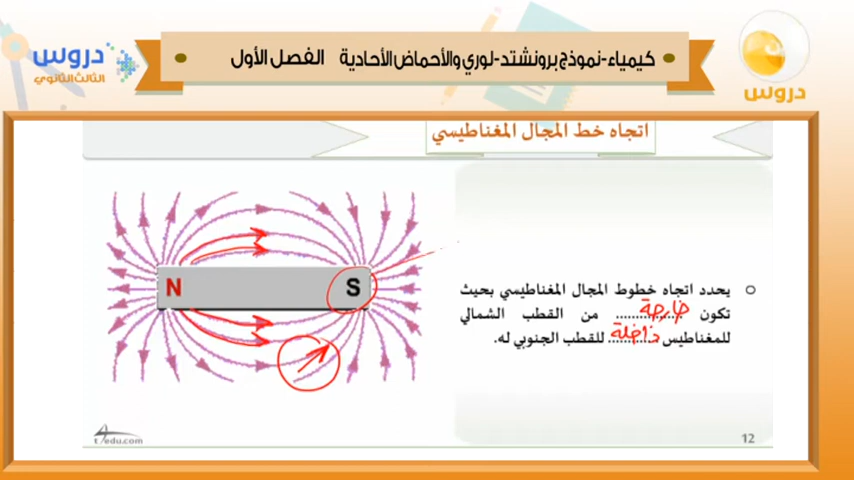 كيمياء-نموذج برونشتد-لوري والأحماض الأحادية الفصل الأول
دروس
الثالث الثانوي
دروس
اتجاه خط المجال المغناطيسي
N
S
يحدد اتجاه خطوط المجال المغناطيسي بحيث
تكون خارجة من القطب الشمالي
للمغناطيس داخلة للقطب الجنوبي له.
t4edu.com
12